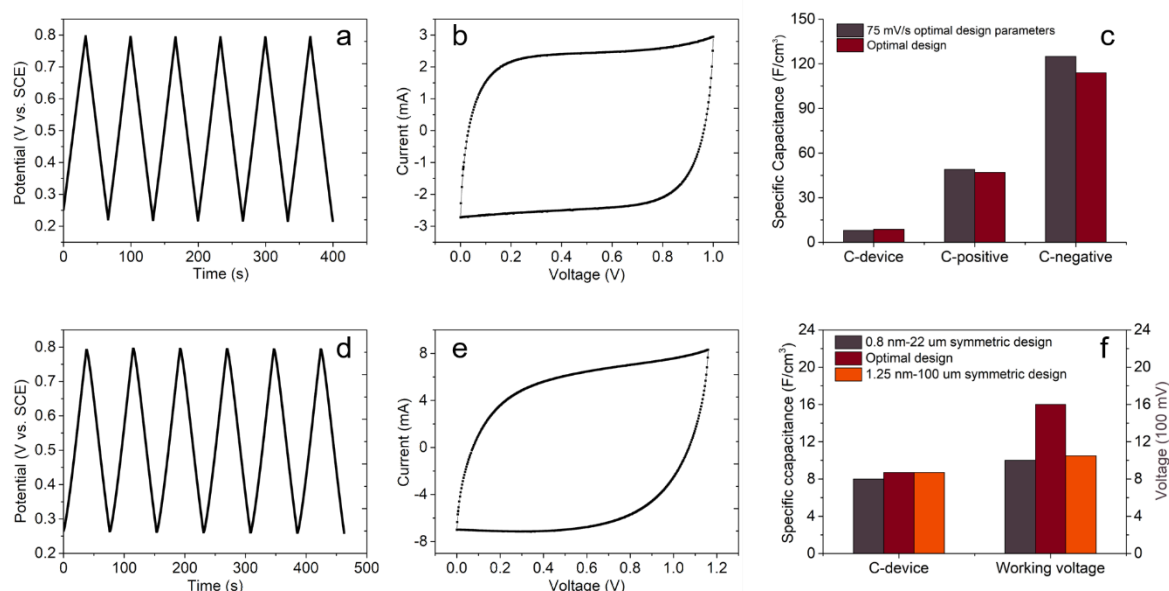 a
0.8
0.7
0.6
0.5
0.4
0.3
0.2
Potential (V vs. SCE)
0 100 200 300 400
Time (s)
b
3
2
0
-2
-3
Current (mA)
0.0 0.2 0.4 0.6 0.8 1.0
Voltage (V)
c
75 mV/s optimal design parameters
Optimal design
150
120
90
60
30
0
Specific Capacitance (F/cm³)
C-device C-positive C-negative
d
0.8
0.7
0.6
0.5
0.4
0.3
0.2
Potential (V vs. SCE)
0 100 200 300 400 500
Time (s)
e
8
4
0
-4
-8
Current (mA)
0.0 0.2 0.4 0.6 0.8 1.0 1.2
Voltage (V)
f
0.8 nm-22 um symmetric design
Optimal design
1.25 nm-100 um symmetric design
24
20
16
12
8
4
0
Specific ccapacitance (F/cm³)
24
20
16
12
8
4
0
Voltage (100 mV)
C-device Working voltage